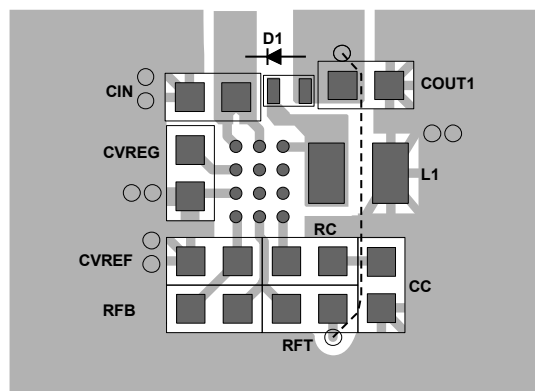 D1
CIN
COUT1
CVREG
L1
RC
CVREF
CC
RFB
RFT